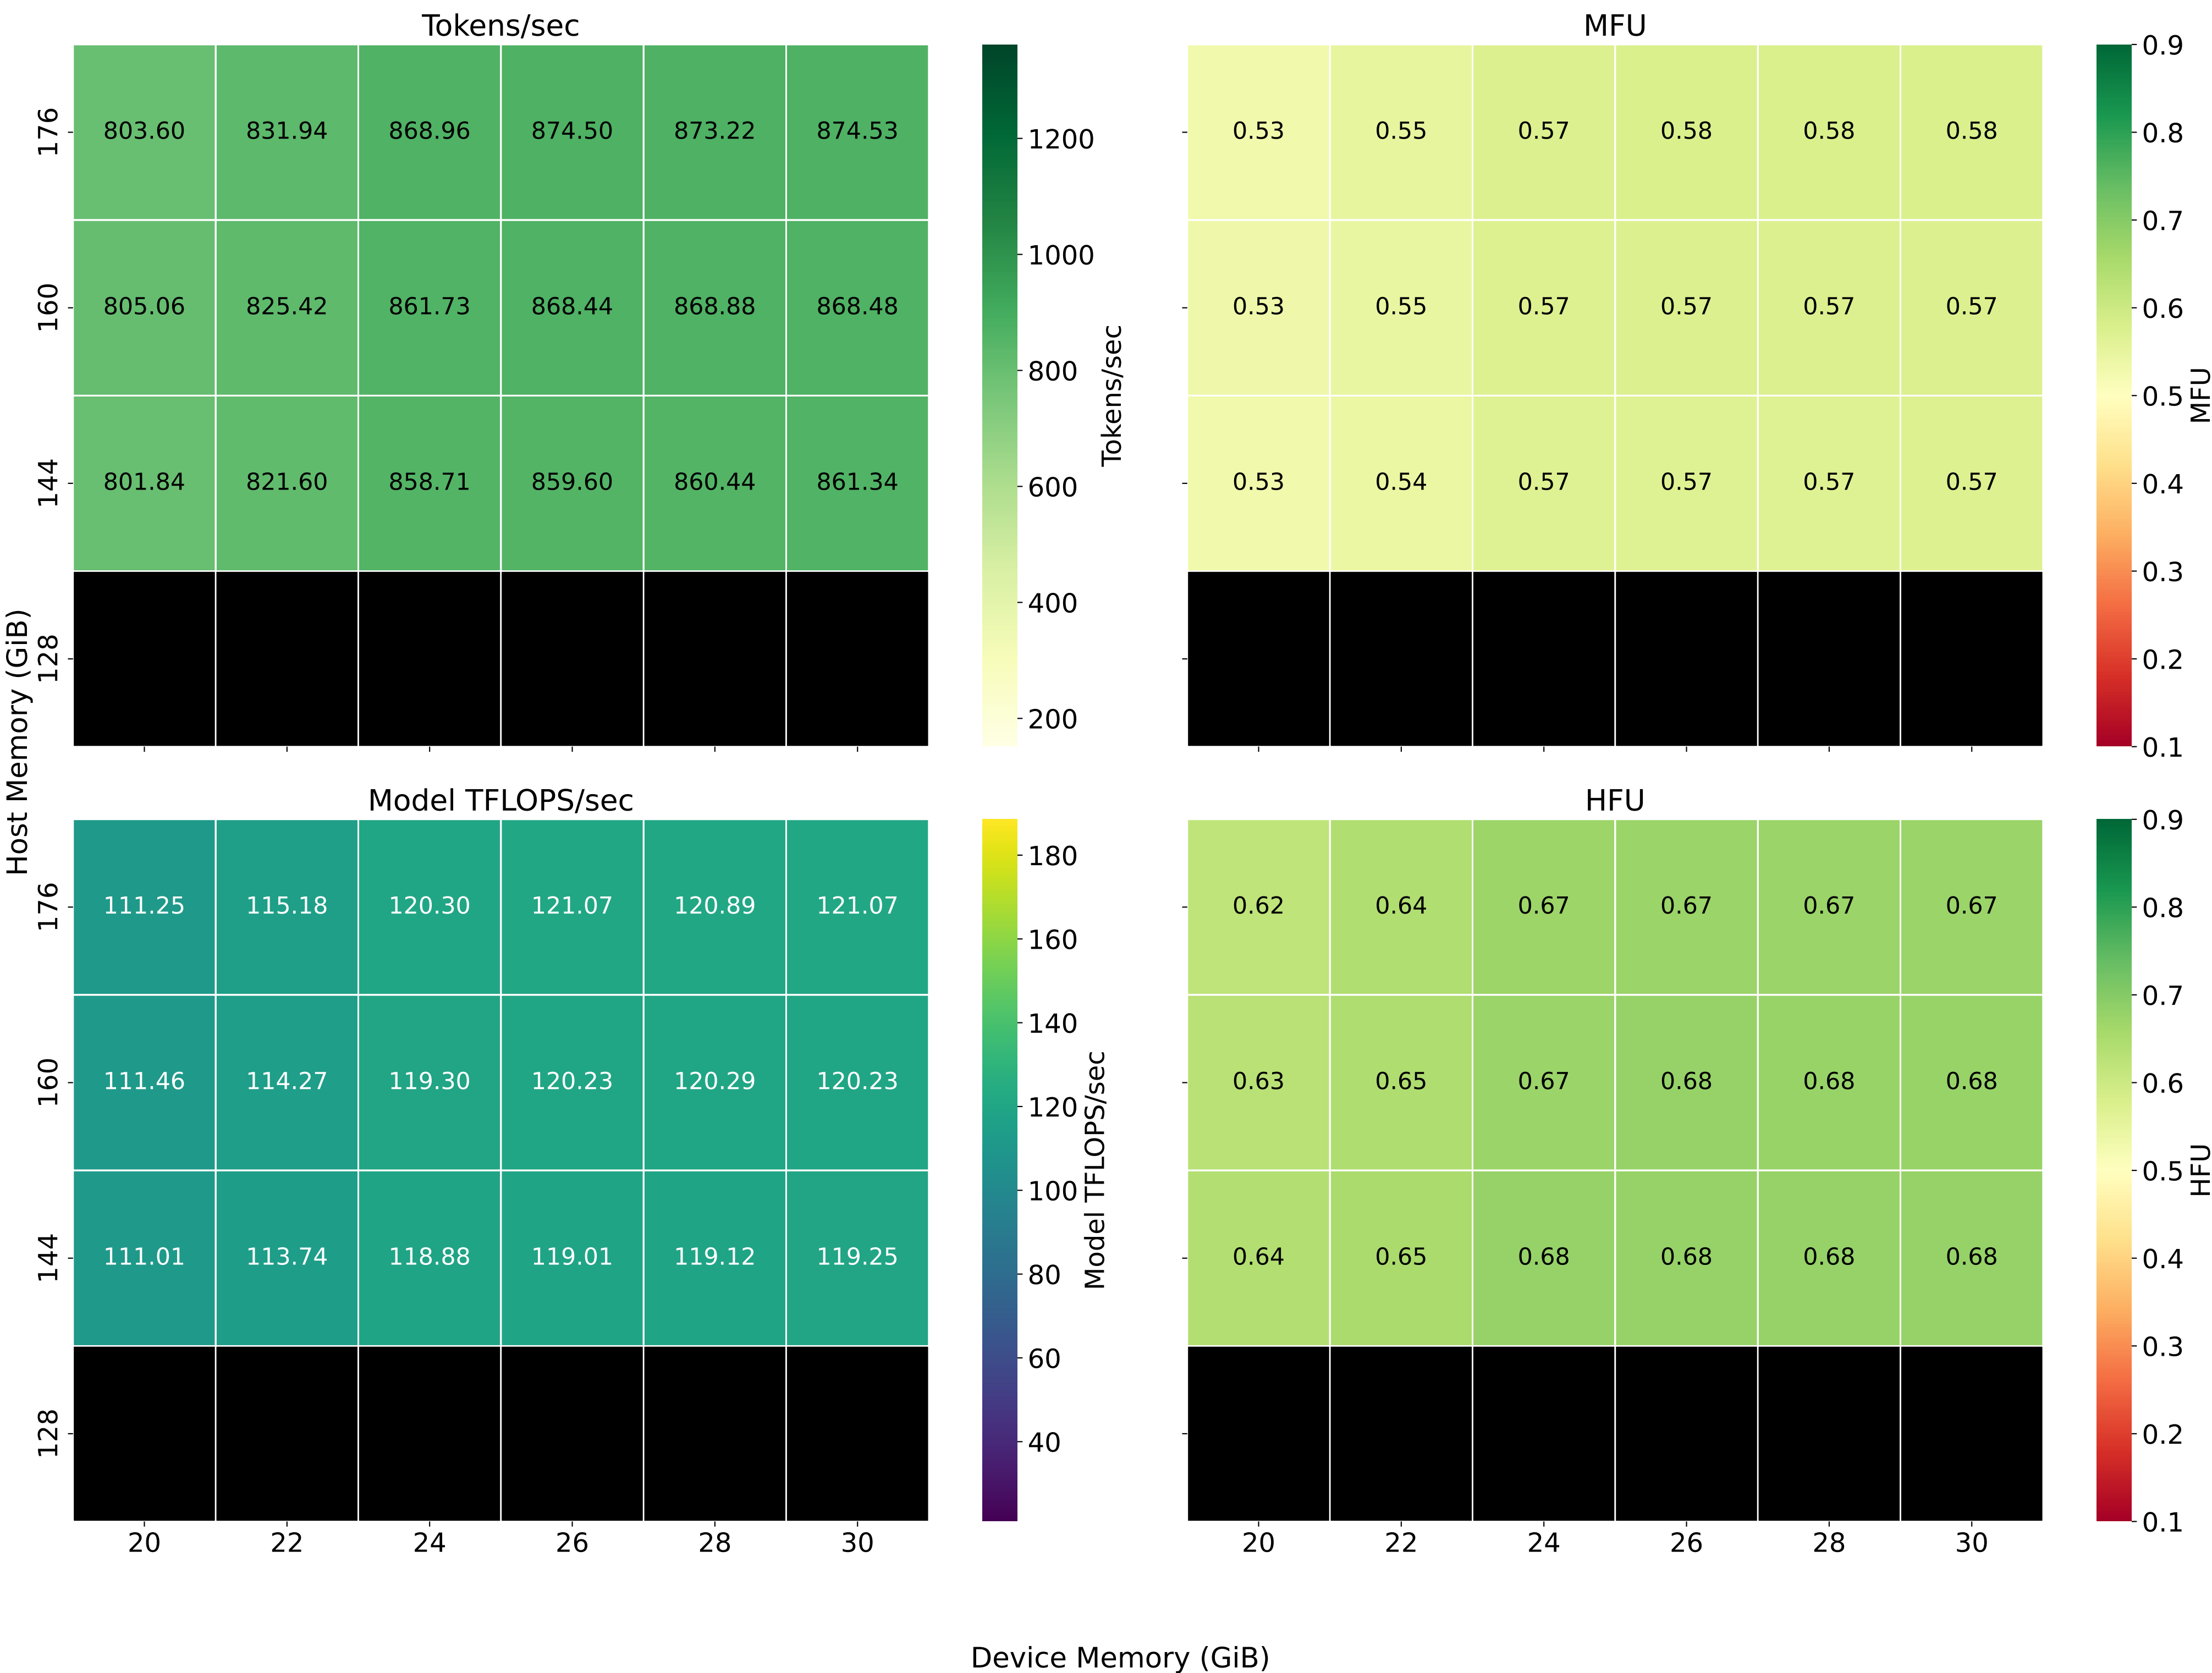 Tokens/sec
176
803.60 831.94 868.96 874.50 873.22 874.53
160
805.06 825.42 861.73 868.44 868.88 868.48
144
801.84 821.60 858.71 859.60 860.44 861.34
128
1200
1000
800
600
400
200
Tokens/sec
MFU
0.53 0.55 0.57 0.58 0.58 0.58
0.53 0.55 0.57 0.57 0.57 0.57
0.53 0.54 0.57 0.57 0.57 0.57
0.9
0.8
0.7
0.6
0.5
0.4
0.3
0.2
0.1
MFU
Host Memory (GiB)
Model TFLOPS/sec
176
111.25 115.18 120.30 121.07 120.89 121.07
160
111.46 114.27 119.30 120.23 120.29 120.23
144
111.01 113.74 118.88 119.01 119.12 119.25
128
20 22 24 26 28 30
180
160
140
120
100
80
60
40
Model TFLOPS/sec
HFU
0.62 0.64 0.67 0.67 0.67 0.67
0.63 0.65 0.67 0.68 0.68 0.68
0.64 0.65 0.68 0.68 0.68 0.68
20 22 24 26 28 30
0.9
0.8
0.7
0.6
0.5
0.4
0.3
0.2
0.1
HFU
Device Memory (GiB)